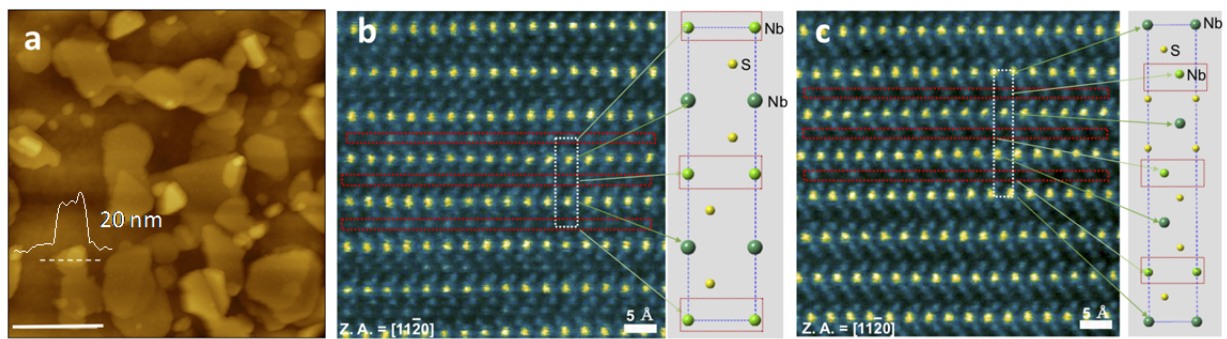 a
20 nm
b
Z. A. = [112̄0]
5 Å
Nb
S
Nb
c
Z. A. = [112̄0]
5 Å
Nb
S
Nb